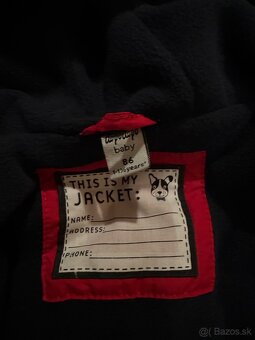 baby
86
THIS IS MY
JACKET:
NAME:
ADDRESS:
PHONE:
© Bazos.sk